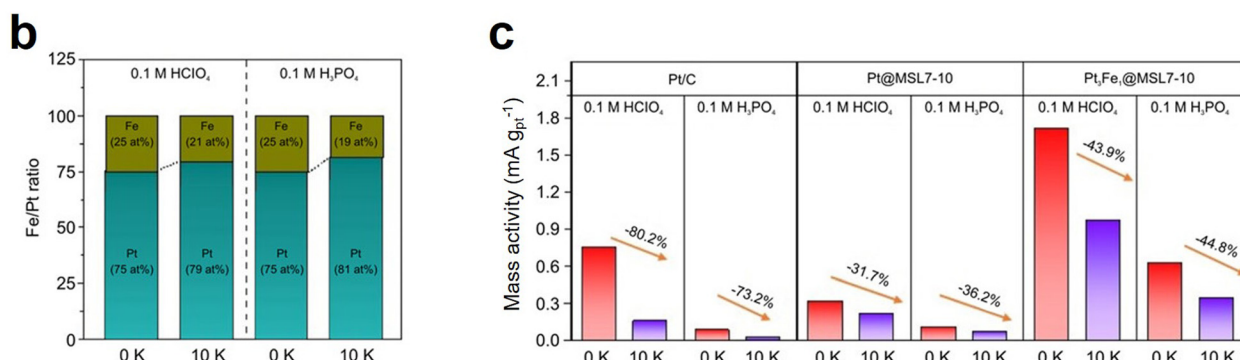 b
Fe/Pt ratio
125
100
75
50
25
0
0.1 M HClO₄
0.1 M H₃PO₄
Fe
(25 at%)
Fe
(21 at%)
Fe
(25 at%)
Fe
(19 at%)
Pt
(75 at%)
Pt
(79 at%)
Pt
(75 at%)
Pt
(81 at%)
0 K
10 K
0 K
10 K
c
Mass activity (mA gₚₜ⁻¹)
2.1
1.8
1.5
1.2
0.9
0.6
0.3
0.0
Pt/C
Pt@MSL7-10
Pt₃Fe₁@MSL7-10
0.1 M HClO₄
0.1 M H₃PO₄
0.1 M HClO₄
0.1 M H₃PO₄
0.1 M HClO₄
0.1 M H₃PO₄
-80.2%
-73.2%
-31.7%
-36.2%
-43.9%
-44.8%
0 K
10 K
0 K
10 K
0 K
10 K
0 K
10 K
0 K
10 K
0 K
10 K